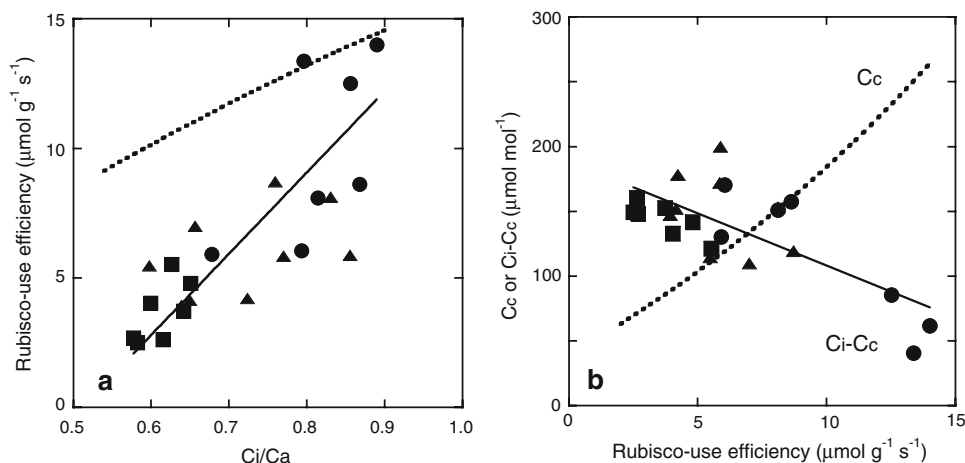 15
10
5
0
Rubisco-use efficiency (μmol g⁻¹ s⁻¹)
a
0.5 0.6 0.7 0.8 0.9 1.0
Ci/Ca
300
200
100
0
Cc or Ci-Cc (μmol mol⁻¹)
Cc
Ci-Cc
b
0 5 10 15
Rubisco-use efficiency (μmol g⁻¹ s⁻¹)